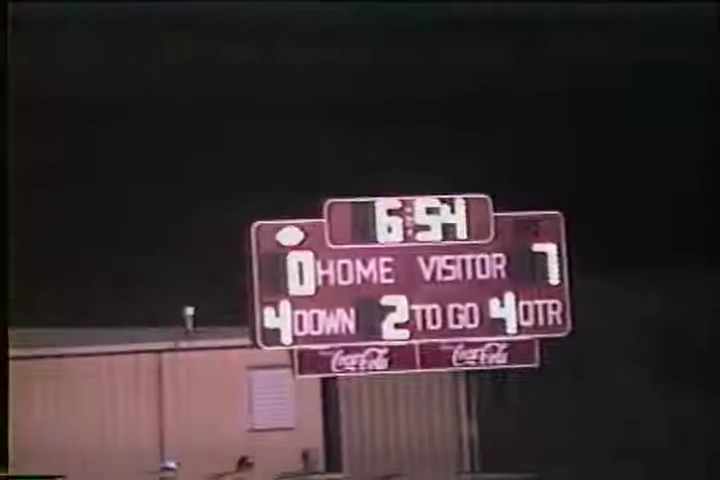 6:54
0 HOME VISITOR 7
4 DOWN 2 TO GO 4 QTR
Coca-Cola Coca-Cola